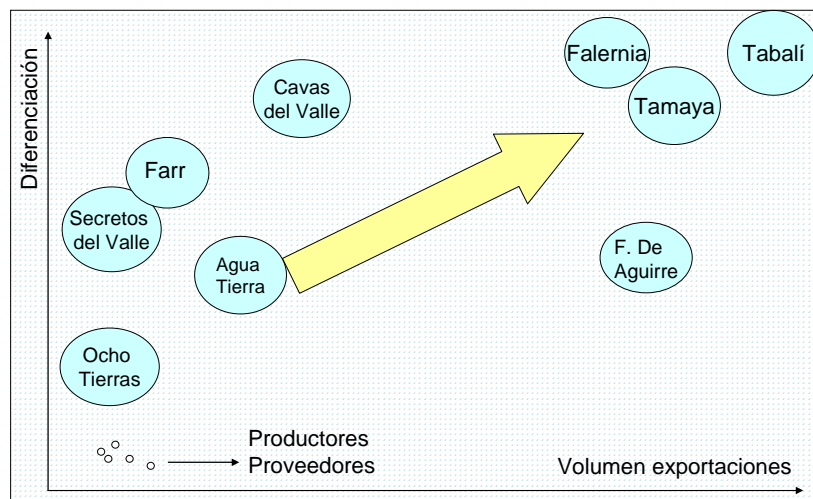 Diferenciación
Falernia
Tabalí
Cavas
del Valle
Tamaya
Farr
Secretos
del Valle
Agua
Tierra
F. De
Aguirre
Ocho
Tierras
Productores
Proveedores
Volumen exportaciones